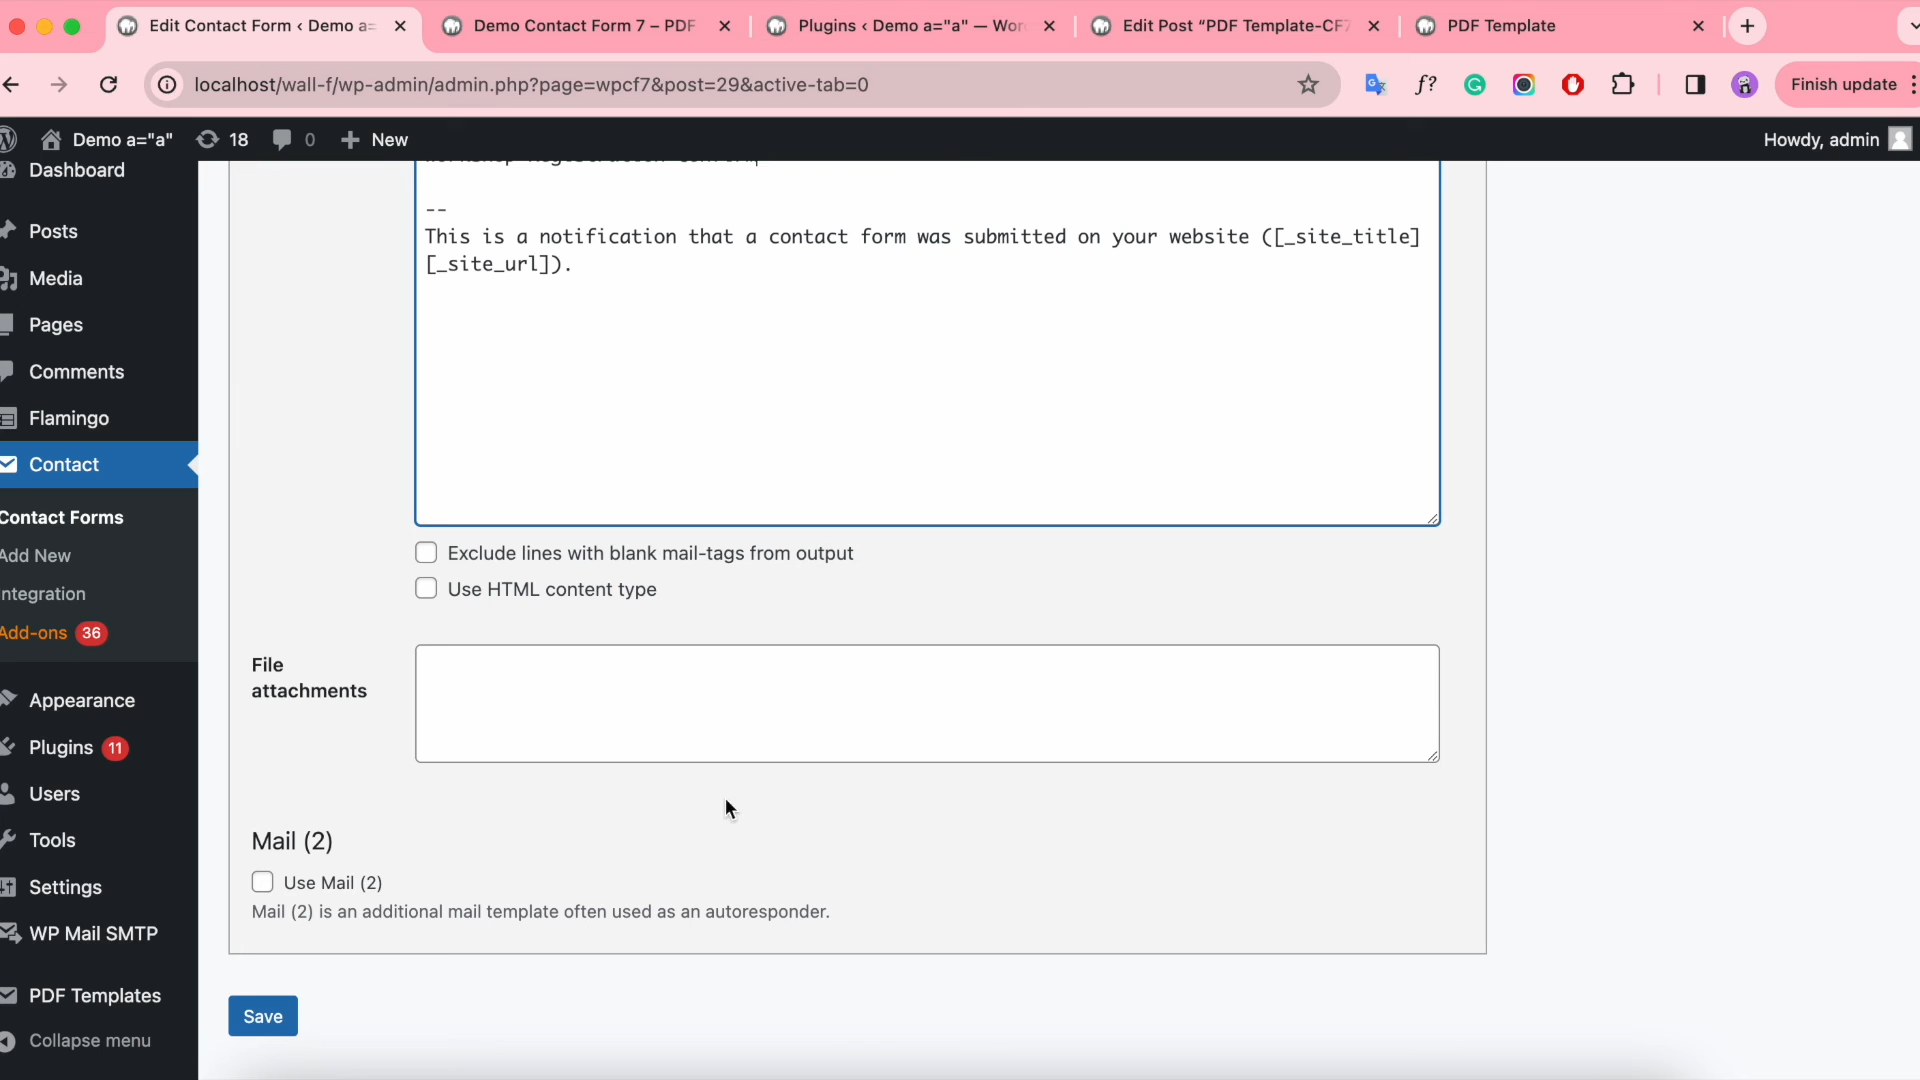 Edit Contact Form ‹ Demo a=
Demo Contact Form 7 – PDF
Plugins ‹ Demo a="a" — Wor
Edit Post “PDF Template-CF7
PDF Template
localhost/wall-f/wp-admin/admin.php?page=wpcf7&post=29&active-tab=0
f?
Finish update
Demo a="a"
18
0
New
Howdy, admin
Dashboard
Posts
Media
Pages
Comments
Flamingo
Contact
Contact Forms
Add New
ntegration
Add-ons 36
Appearance
Plugins 11
Users
Tools
Settings
WP Mail SMTP
PDF Templates
Collapse menu
--
This is a notification that a contact form was submitted on your website ([_site_title]
[_site_url]).
Exclude lines with blank mail-tags from output
Use HTML content type
File
attachments
Mail (2)
Use Mail (2)
Mail (2) is an additional mail template often used as an autoresponder.
Save